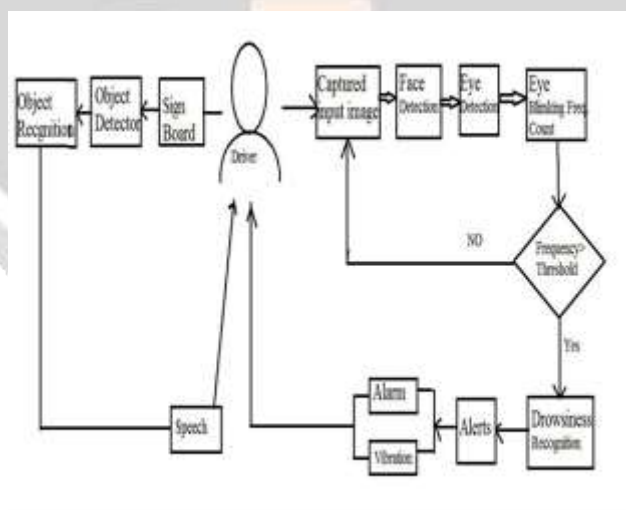 Object
Recgnition
Object
Detector
Sign
Board
Driver
Captured
input image
Face
Detection
Eye
Detection
Eye
Blinking Freq
Count
NO
Frequency>
Threshold
Yes
Drowsiness
Recognition
Alerts
Alarm
Vibration
Speech